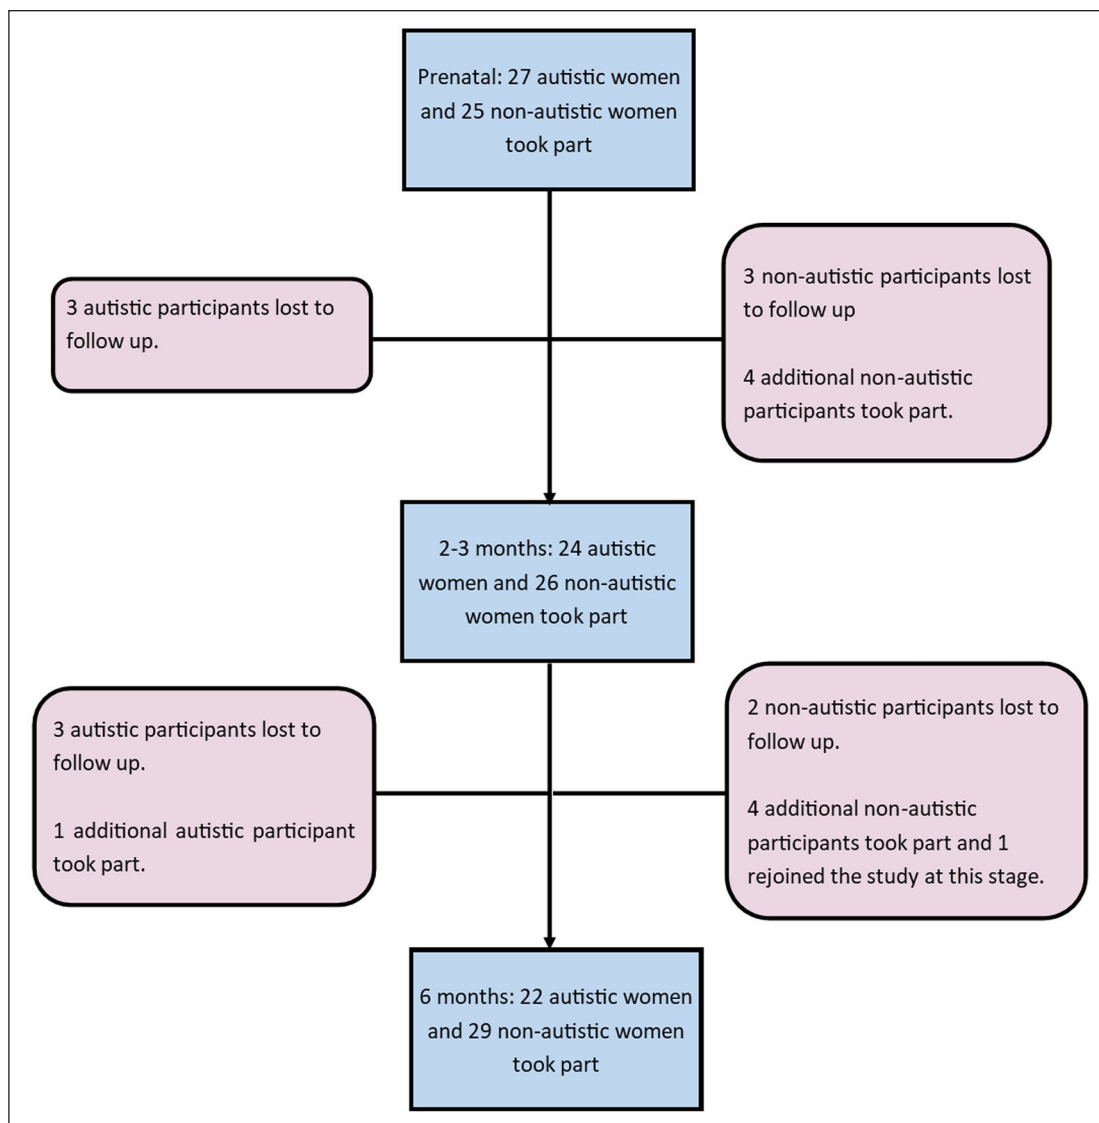 Prenatal: 27 autistic women
and 25 non-autistic women
took part
3 autistic participants lost to
follow up.
3 non-autistic participants lost
to follow up
4 additional non-autistic
participants took part.
2-3 months: 24 autistic
women and 26 non-autistic
women took part
3 autistic participants lost to
follow up.
1 additional autistic participant
took part.
2 non-autistic participants lost to
follow up.
4 additional non-autistic
participants took part and 1
rejoined the study at this stage.
6 months: 22 autistic women
and 29 non-autistic women
took part